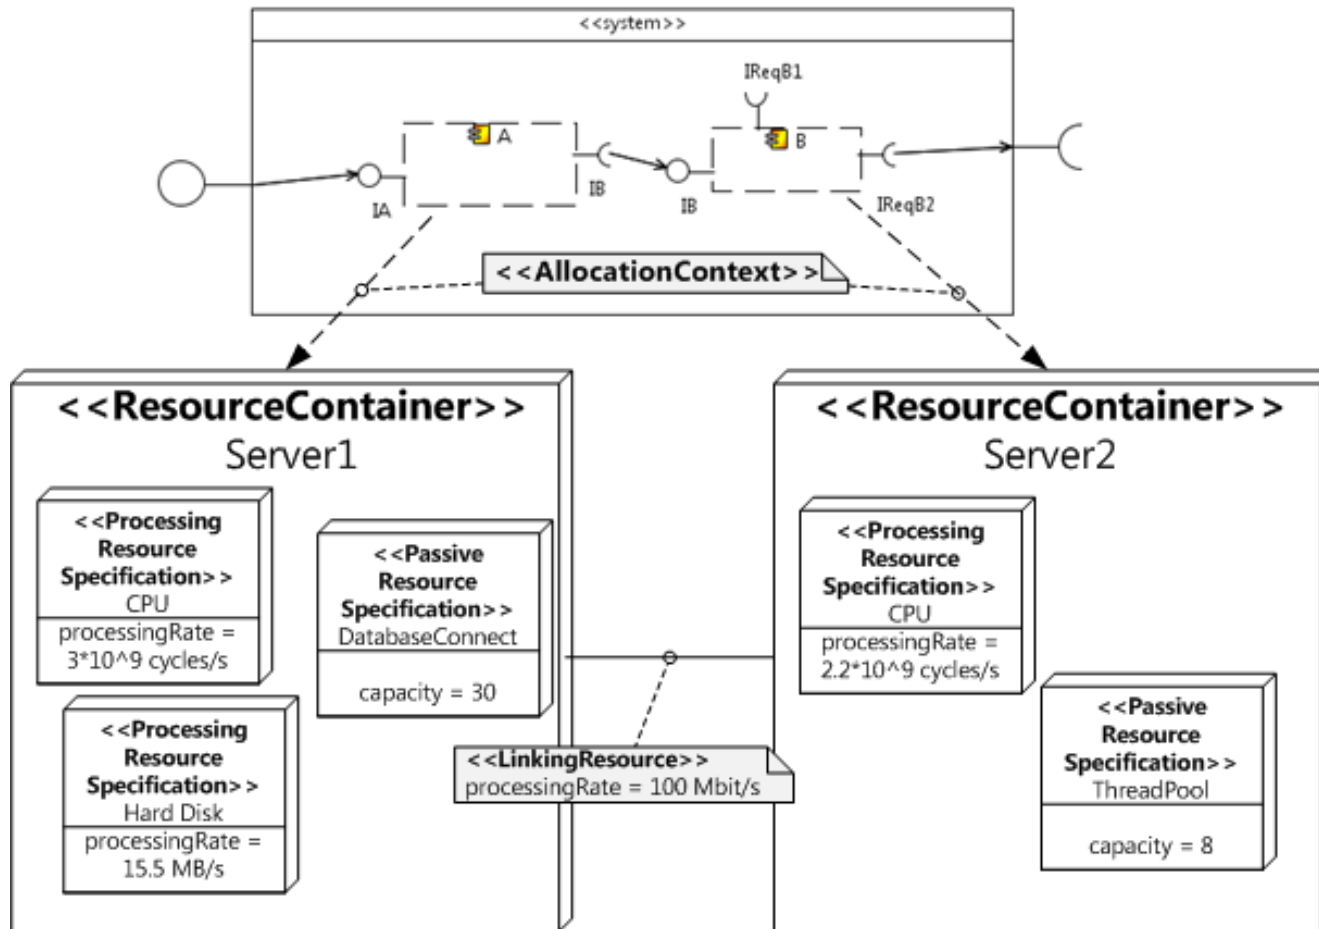 <<system>>
IReqB1
A
B
IA
IB
IB
IReqB2
<<AllocationContext>>
<<ResourceContainer>>
Server1
<<Processing
Resource
Specification>>
CPU
processingRate =
3*10^9 cycles/s
<<Passive
Resource
Specification>>
DatabaseConnect
capacity = 30
<<Processing
Resource
Specification>>
Hard Disk
processingRate =
15.5 MB/s
<<LinkingResource>>
processingRate = 100 Mbit/s
<<ResourceContainer>>
Server2
<<Processing
Resource
Specification>>
CPU
processingRate =
2.2*10^9 cycles/s
<<Passive
Resource
Specification>>
ThreadPool
capacity = 8